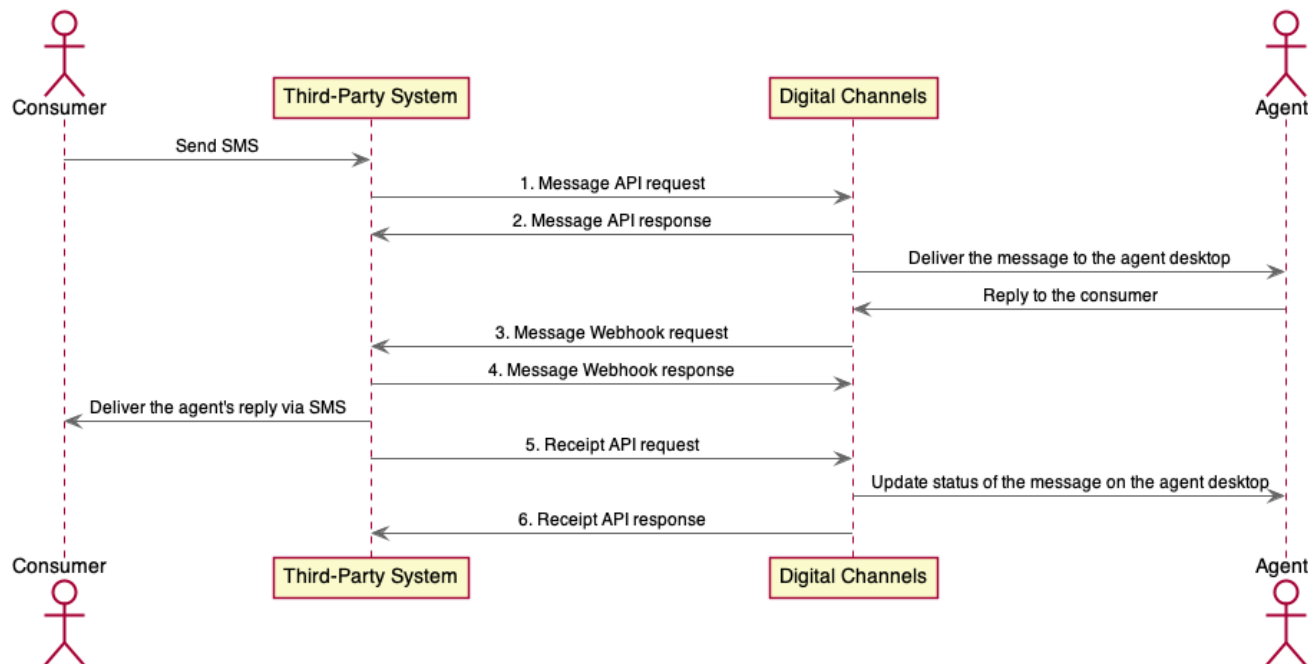 Consumer
Third-Party System
Digital Channels
Agent
Send SMS
1. Message API request
2. Message API response
Deliver the message to the agent desktop
Reply to the consumer
3. Message Webhook request
4. Message Webhook response
Deliver the agent's reply via SMS
5. Receipt API request
Update status of the message on the agent desktop
6. Receipt API response
Consumer
Third-Party System
Digital Channels
Agent